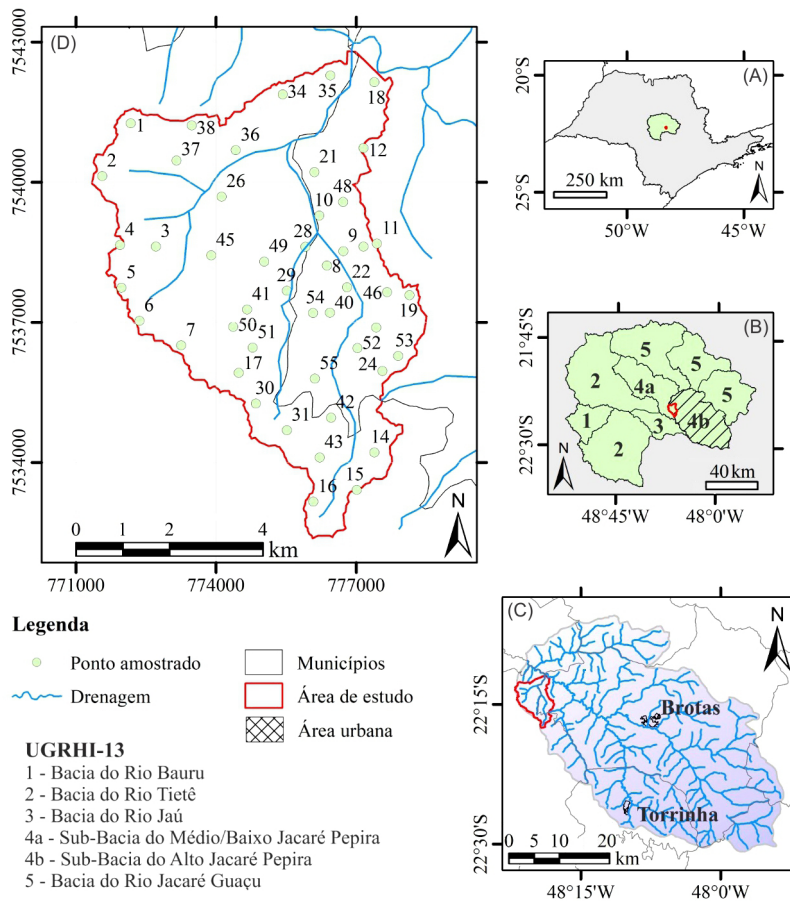 (D)
7543000
7540000
7537000
7534000
34
35
18
1
38
36
12
37
21
2
26
48
10
4
3
28
9
11
45
49
8
5
29
22
46
19
6
41
54
40
7
50
51
52
53
17
24
55
30
42
31
43
14
15
16
N
0 1 2 4
km
771000 774000 777000
(A)
20°S
25°S
250 km
N
50°W 45°W
(B)
21°45'S
22°30'S
5
5
2
4a
5
1
3
4b
2
N
40 km
48°45'W 48°0'W
(C)
N
22°15'S
22°30'S
Brotas
Torrinha
0 5 10 20
km
48°15'W 48°0'W
Legenda
Ponto amostrado
Drenagem
Municípios
Área de estudo
Área urbana
UGRHI-13
1 - Bacia do Rio Bauru
2 - Bacia do Rio Tietê
3 - Bacia do Rio Jaú
4a - Sub-Bacia do Médio/Baixo Jacaré Pepira
4b - Sub-Bacia do Alto Jacaré Pepira
5 - Bacia do Rio Jacaré Guaçu